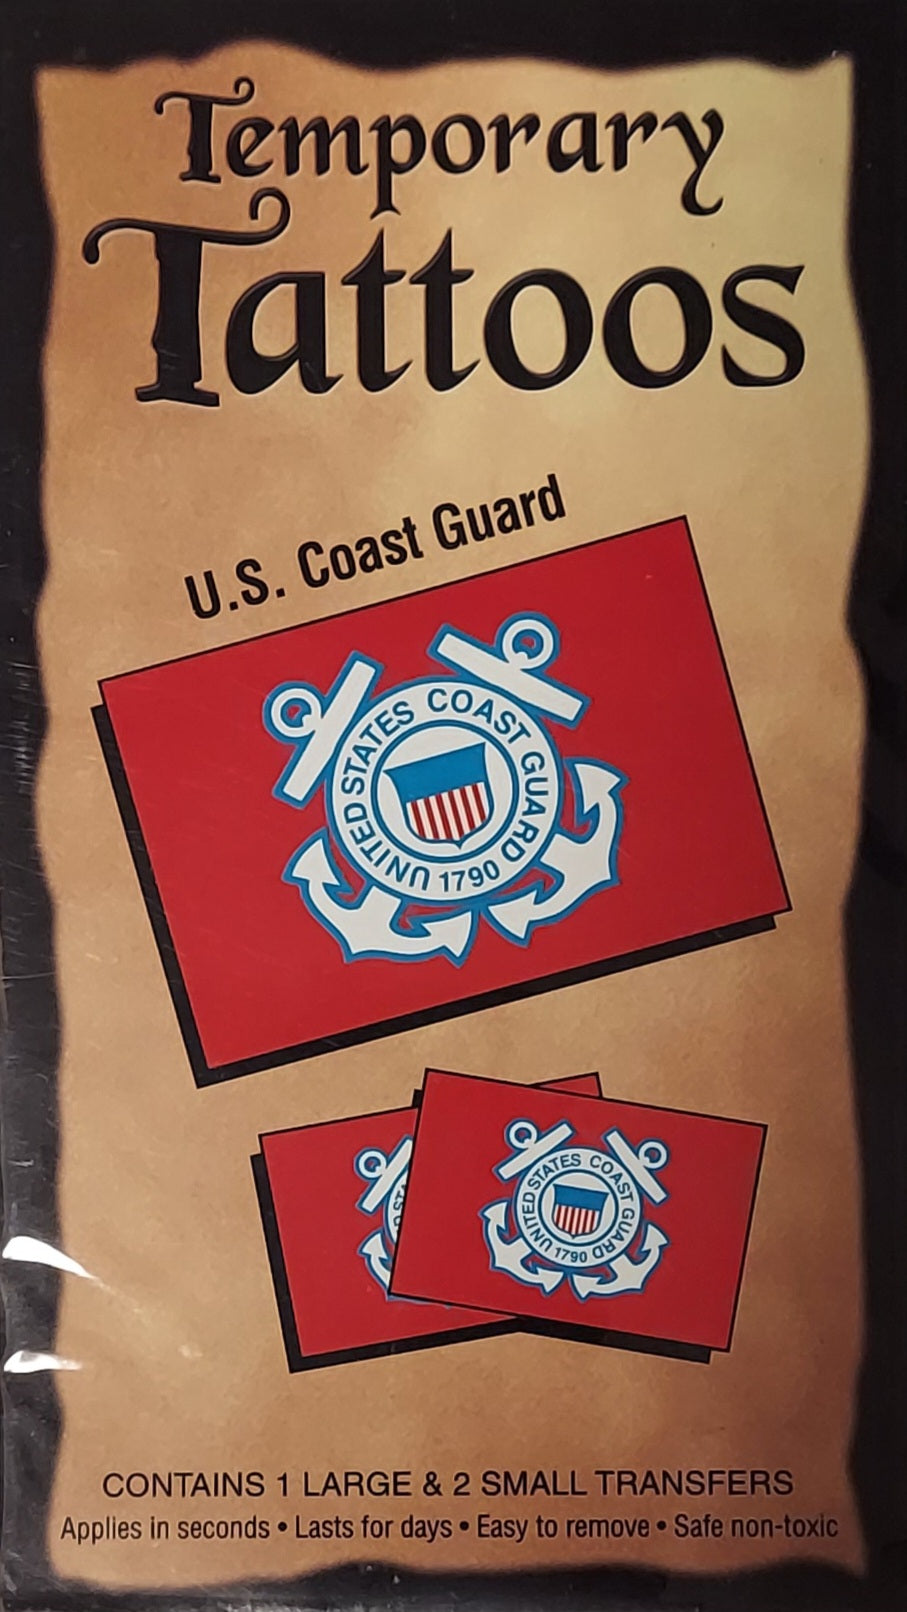 Temporary
Tattoos
U.S. Coast Guard
UNITED STATES COAST GUARD
1790
UNITED STATES COAST GUARD
1790
D STA
CONTAINS 1 LARGE & 2 SMALL TRANSFERS
Applies in seconds • Lasts for days • Easy to remove • Safe non-toxic